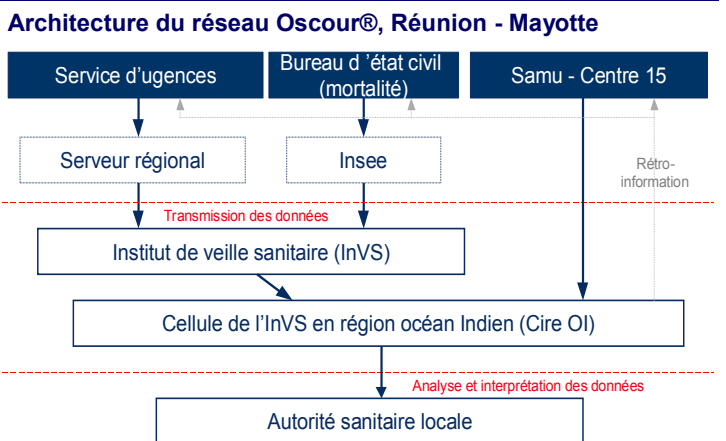 Architecture du réseau Oscour®, Réunion - Mayotte
Service d'ugences
Bureau d 'état civil
(mortalité)
Samu - Centre 15
Serveur régional
Insee
Rétro-
information
Transmission des données
Institut de veille sanitaire (InVS)
Cellule de l'InVS en région océan Indien (Cire OI)
Analyse et interprétation des données
Autorité sanitaire locale